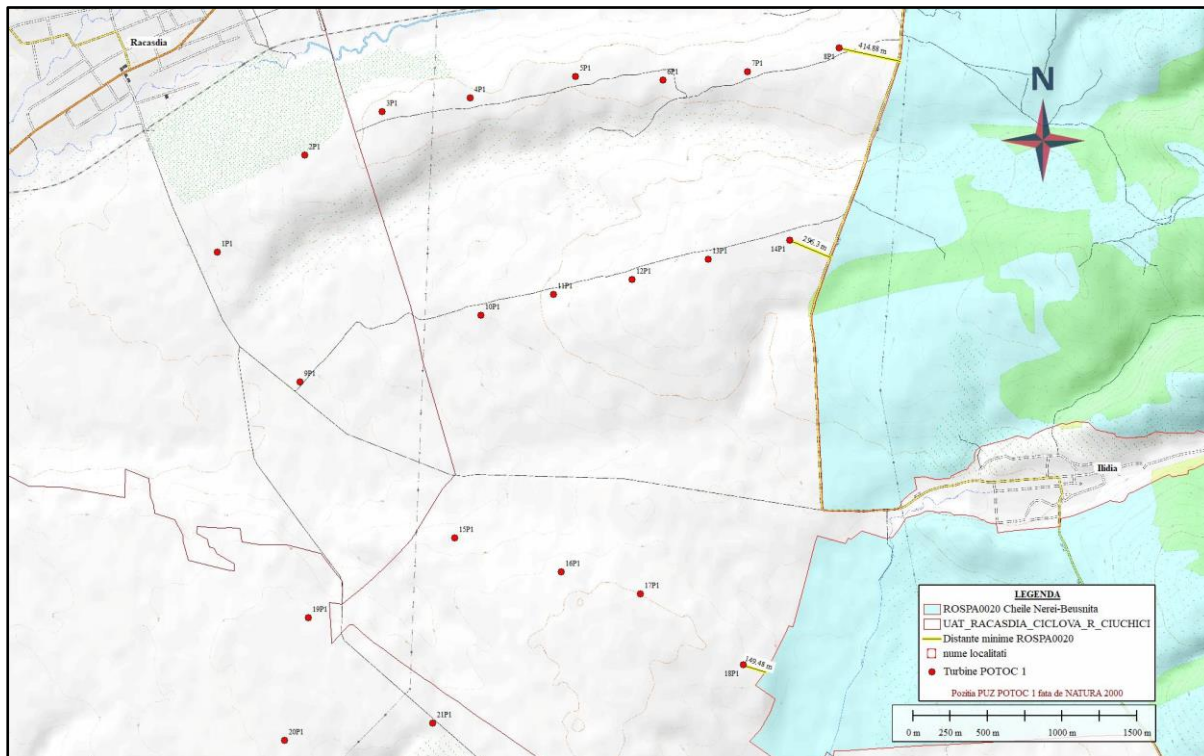 Racasdia
8P1
414.88 m
5P1
6P1
7P1
4P1
3P1
N
2P1
1P1
14P1
296.3 m
13P1
12P1
11P1
10P1
9P1
Ilidia
15P1
16P1
17P1
19P1
18P1
149.48 m
20P1
21P1
LEGENDA
ROSPA0020 Cheile Nerei-Beusnita
UAT_RACASDIA_CICLOVA_R_CIUCHICI
Distante minime ROSPA0020
nume localitati
Turbine POTOC 1
Pozitia PUZ POTOC 1 fata de NATURA 2000
0 m 250 m 500 m 1000 m 1500 m